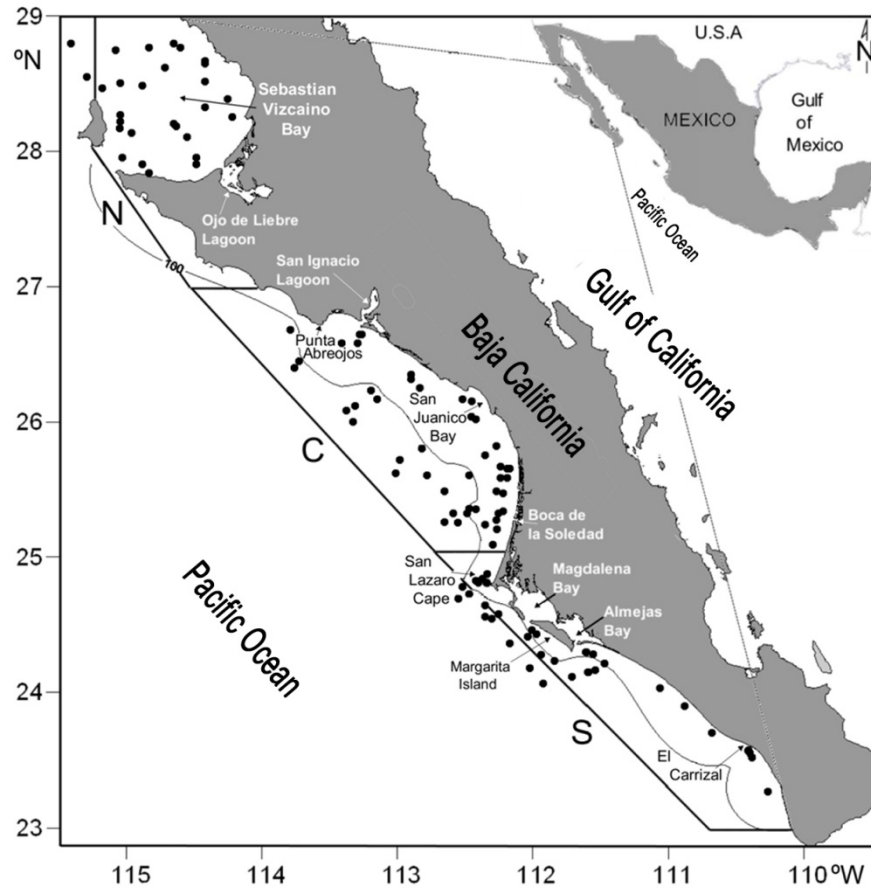 29
ºN
28
27
26
25
24
23
115
114
113
112
111
110
ºW
U.S.A
N
MEXICO
Gulf
of
Mexico
Pacific Ocean
Sebastian
Vizcaino
Bay
N
Ojo de Liebre
Lagoon
100
San Ignacio
Lagoon
Gulf of California
Baja California
Punta
Abreojos
San
Juanico
Bay
C
Boca de
la Soledad
San
Lazaro
Cape
Magdalena
Bay
Almejas
Bay
Pacific Ocean
Margarita
Island
S
El
Carrizal